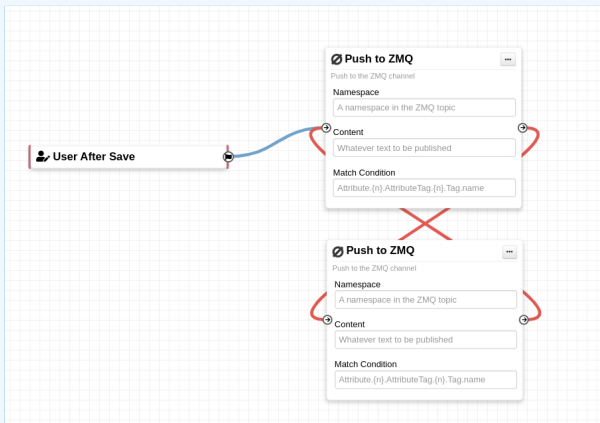 Push to ZMQ
...
Push to the ZMQ channel
Namespace
A namespace in the ZMQ topic
Content
Whatever text to be published
User After Save
Match Condition
Attribute.{n}.AttributeTag.{n}.Tag.name
Push to ZMQ
...
Push to the ZMQ channel
Namespace
A namespace in the ZMQ topic
Content
Whatever text to be published
Match Condition
Attribute.{n}.AttributeTag.{n}.Tag.name